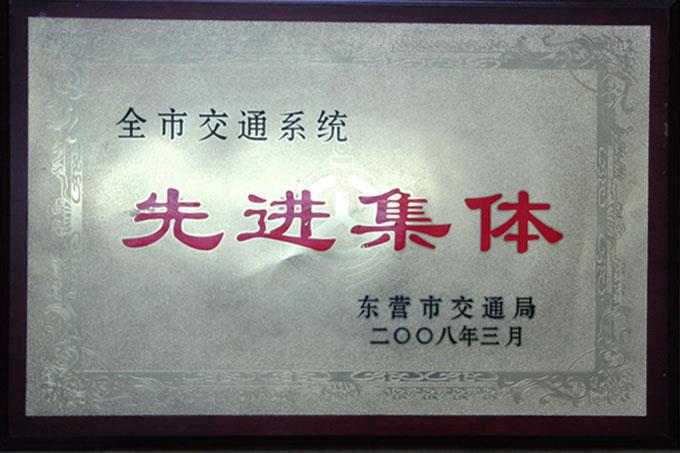 全市交通系统
先进集体
东营市交通局
二〇〇八年三月